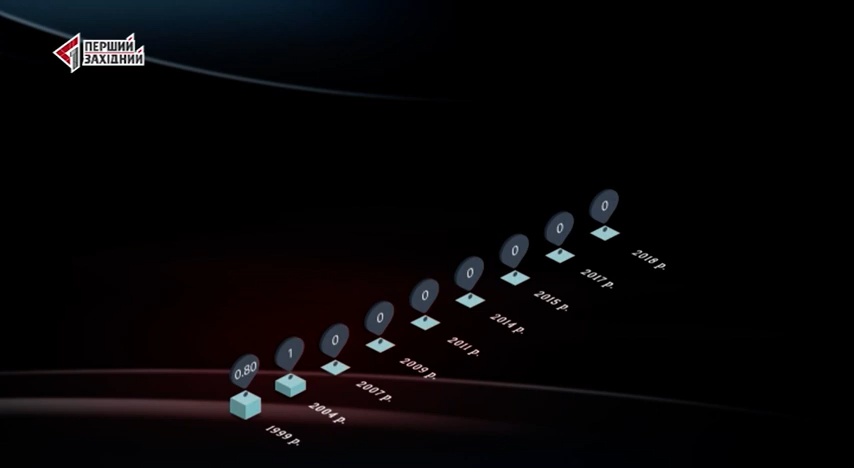 ПЕРШИЙ
ЗАХІДНИЙ
0
2018 р.
0
2017 р.
0
2015 р.
0
2014 р.
0
2011 р.
0
2009 р.
0
2007 р.
1
2004 р.
0.80
1999 р.